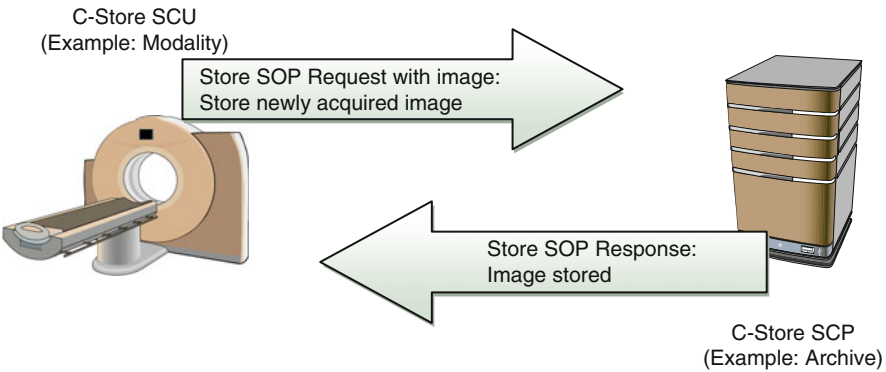 C-Store SCU
(Example: Modality)
Store SOP Request with image:
Store newly acquired image
Store SOP Response:
Image stored
C-Store SCP
(Example: Archive)